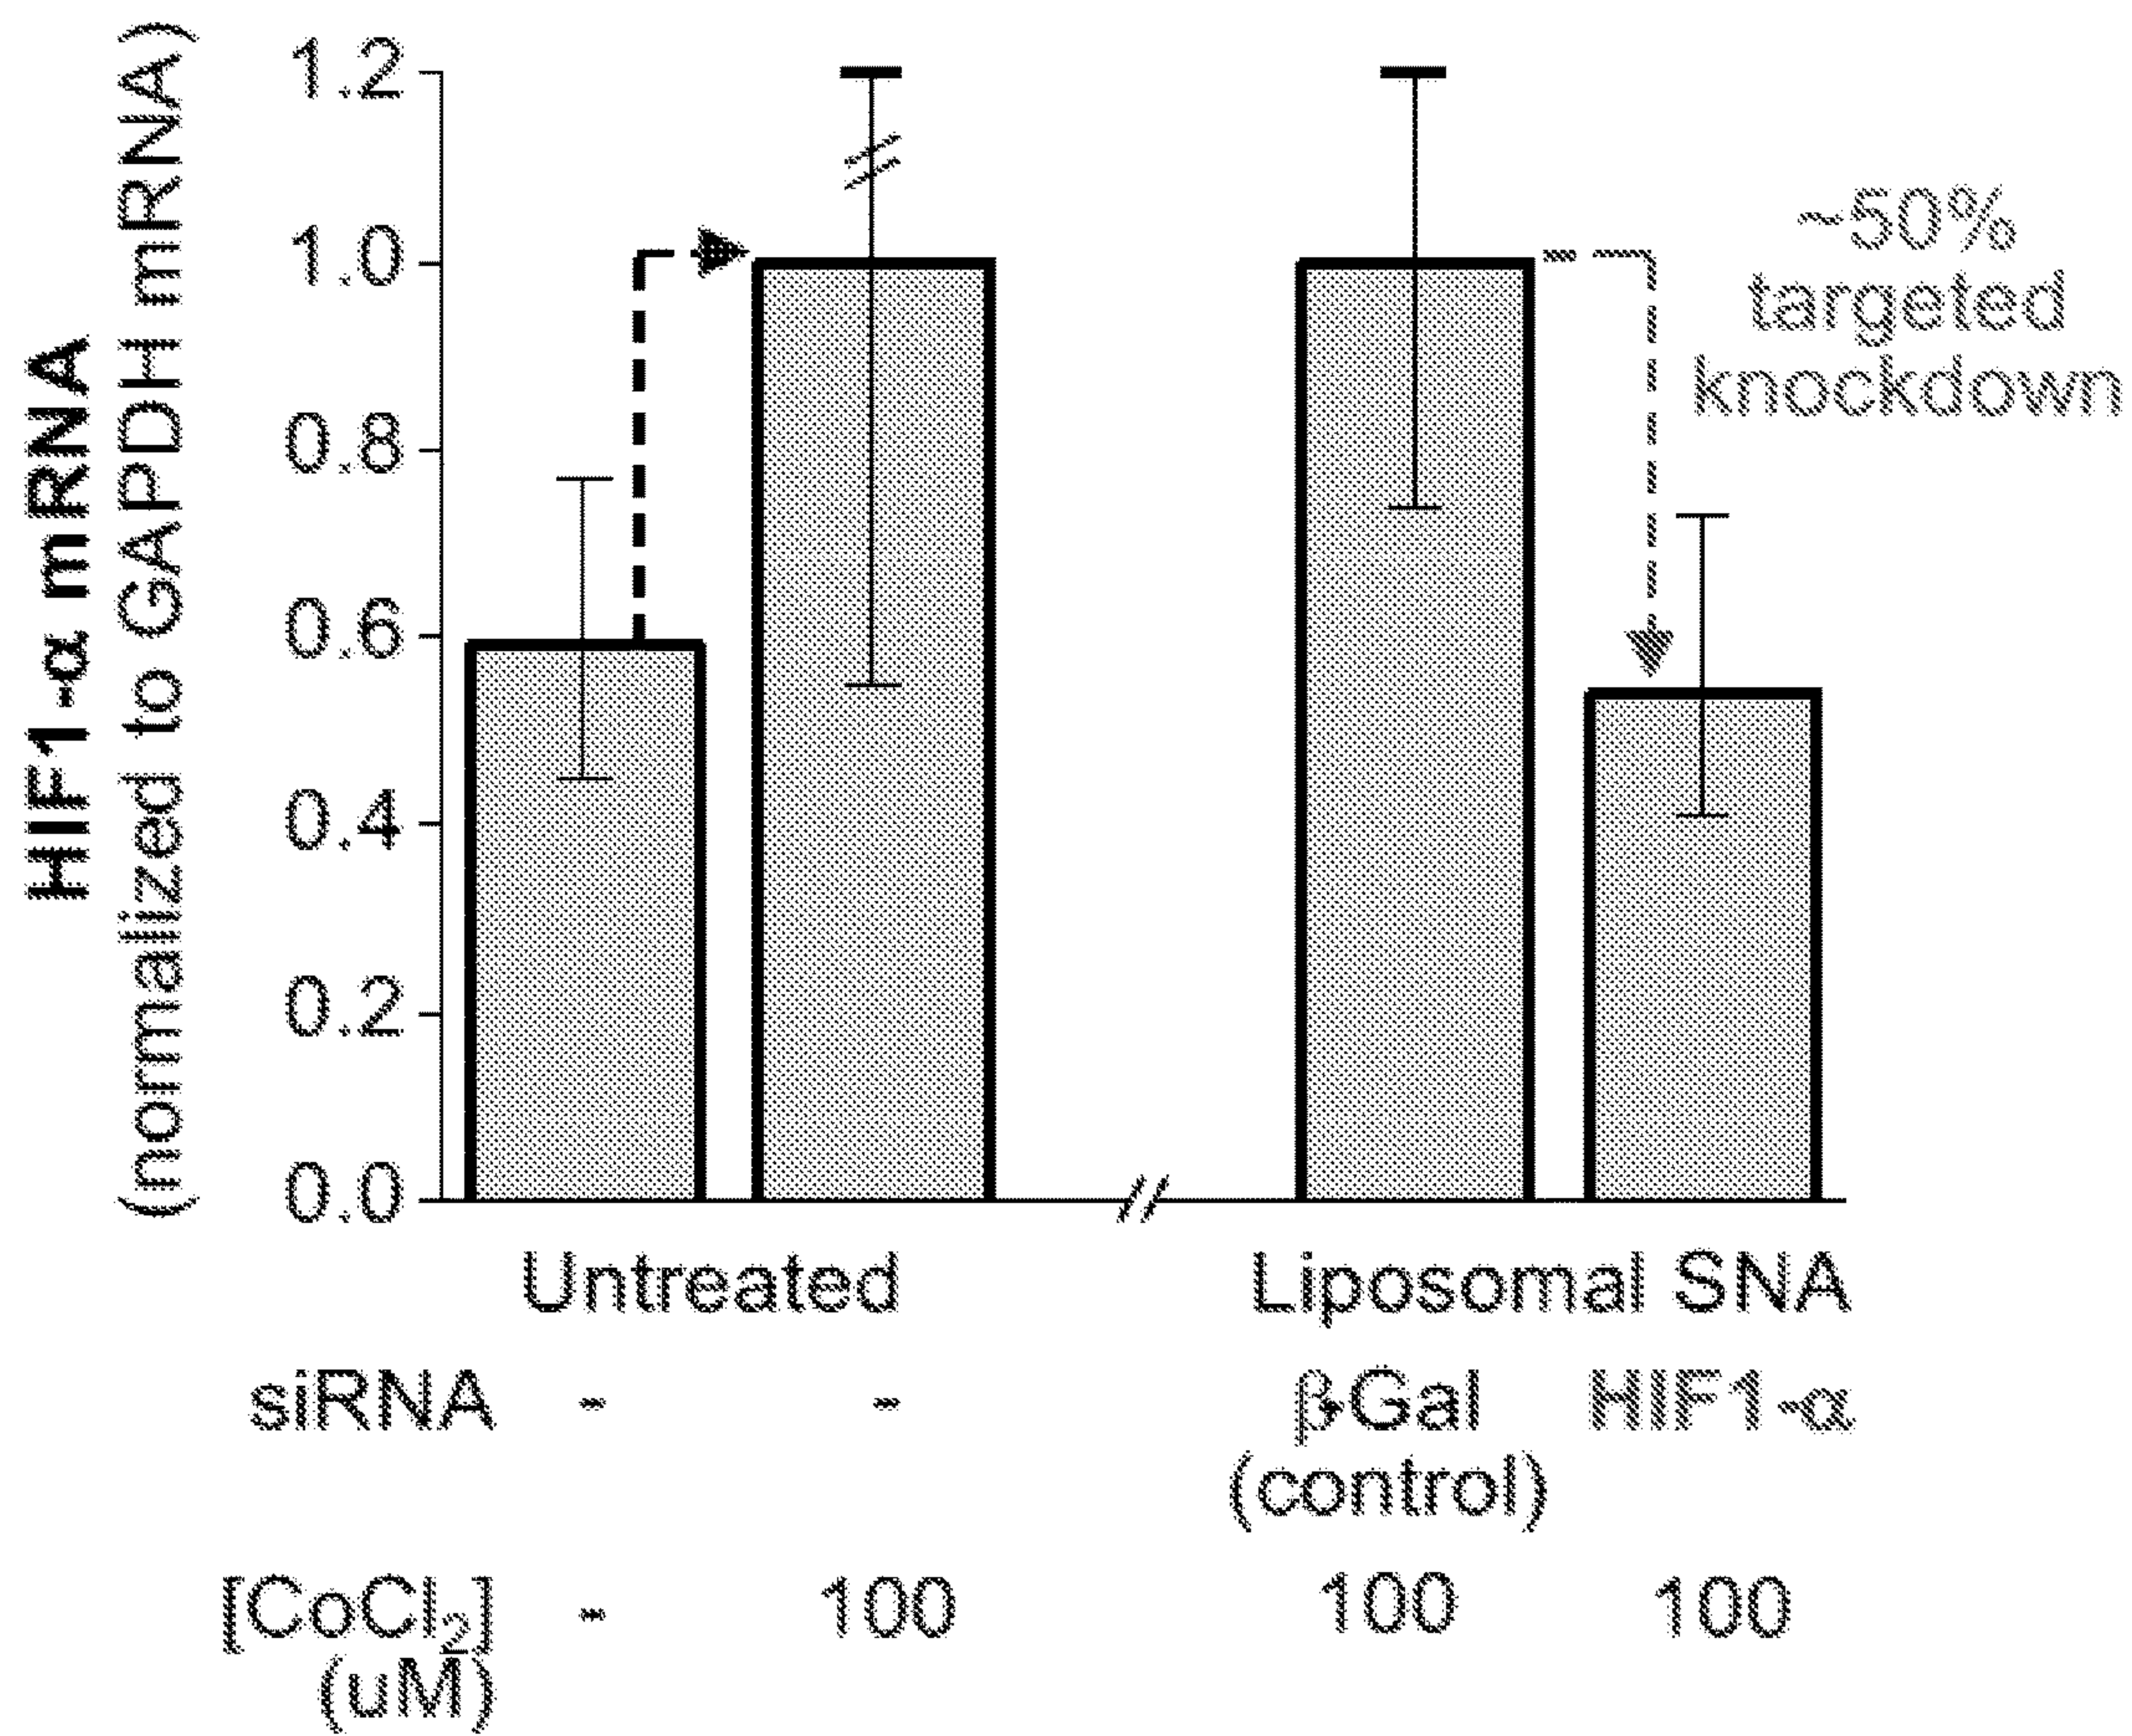 HIF1-α mRNA
(normalized to GAPDH mRNA)
1.2
1.0
0.8
0.6
0.4
0.2
0.0
~50%
targeted
knockdown
Untreated
Liposomal SNA
siRNA - - β-Gal HIF1-α
(control)
[CoCl₂] - 100 100 100
(uM)